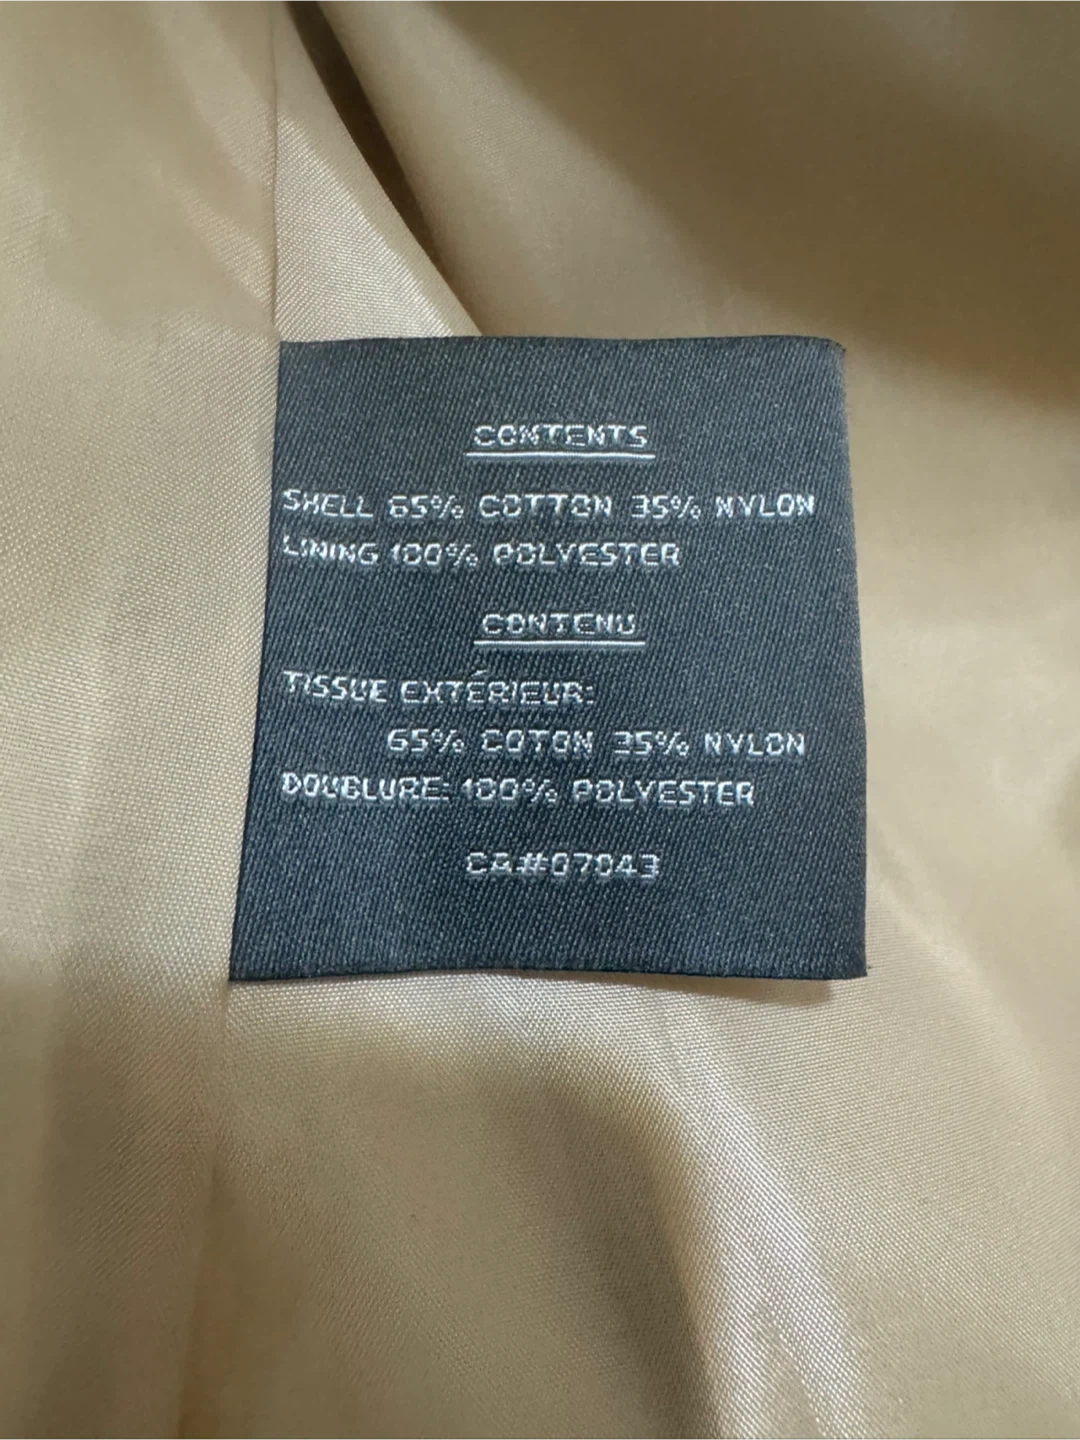 CONTENTS
SHELL 65% COTTON 35% NYLON
LINING 100% POLYESTER
CONTENU
TISSUE EXTÉRIEUR:
65% COTON 35% NYLON
DOUBLURE: 100% POLYESTER
CA#07043